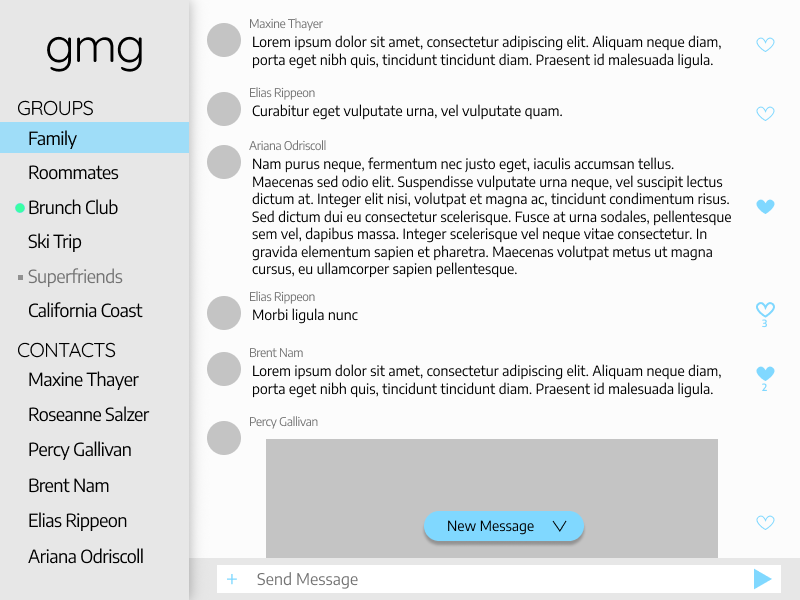 gmg
GROUPS
Family
Roommates
Brunch Club
Ski Trip
Superfriends
California Coast
CONTACTS
Maxine Thayer
Roseanne Salzer
Percy Gallivan
Brent Nam
Elias Rippeon
Ariana Odriscoll
Maxine Thayer
Lorem ipsum dolor sit amet, consectetur adipiscing elit. Aliquam neque diam,
porta eget nibh quis, tincidunt tincidunt diam. Praesent id malesuada ligula.
Elias Rippeon
Curabitur eget vulputate urna, vel vulputate quam.
Ariana Odriscoll
Nam purus neque, fermentum nec justo eget, iaculis accumsan tellus.
Maecenas sed odio elit. Suspendisse vulputate urna neque, vel suscipit lectus
dictum at. Integer elit nisi, volutpat et magna ac, tincidunt condimentum risus.
Sed dictum dui eu consectetur scelerisque. Fusce at urna sodales, pellentesque
sem vel, dapibus massa. Integer scelerisque vel neque vitae consectetur. In
gravida elementum sapien et pharetra. Maecenas volutpat metus ut magna
cursus, eu ullamcorper sapien pellentesque.
Elias Rippeon
Morbi ligula nunc
3
Brent Nam
Lorem ipsum dolor sit amet, consectetur adipiscing elit. Aliquam neque diam,
porta eget nibh quis, tincidunt tincidunt diam. Praesent id malesuada ligula.
2
Percy Gallivan
New Message
+ Send Message